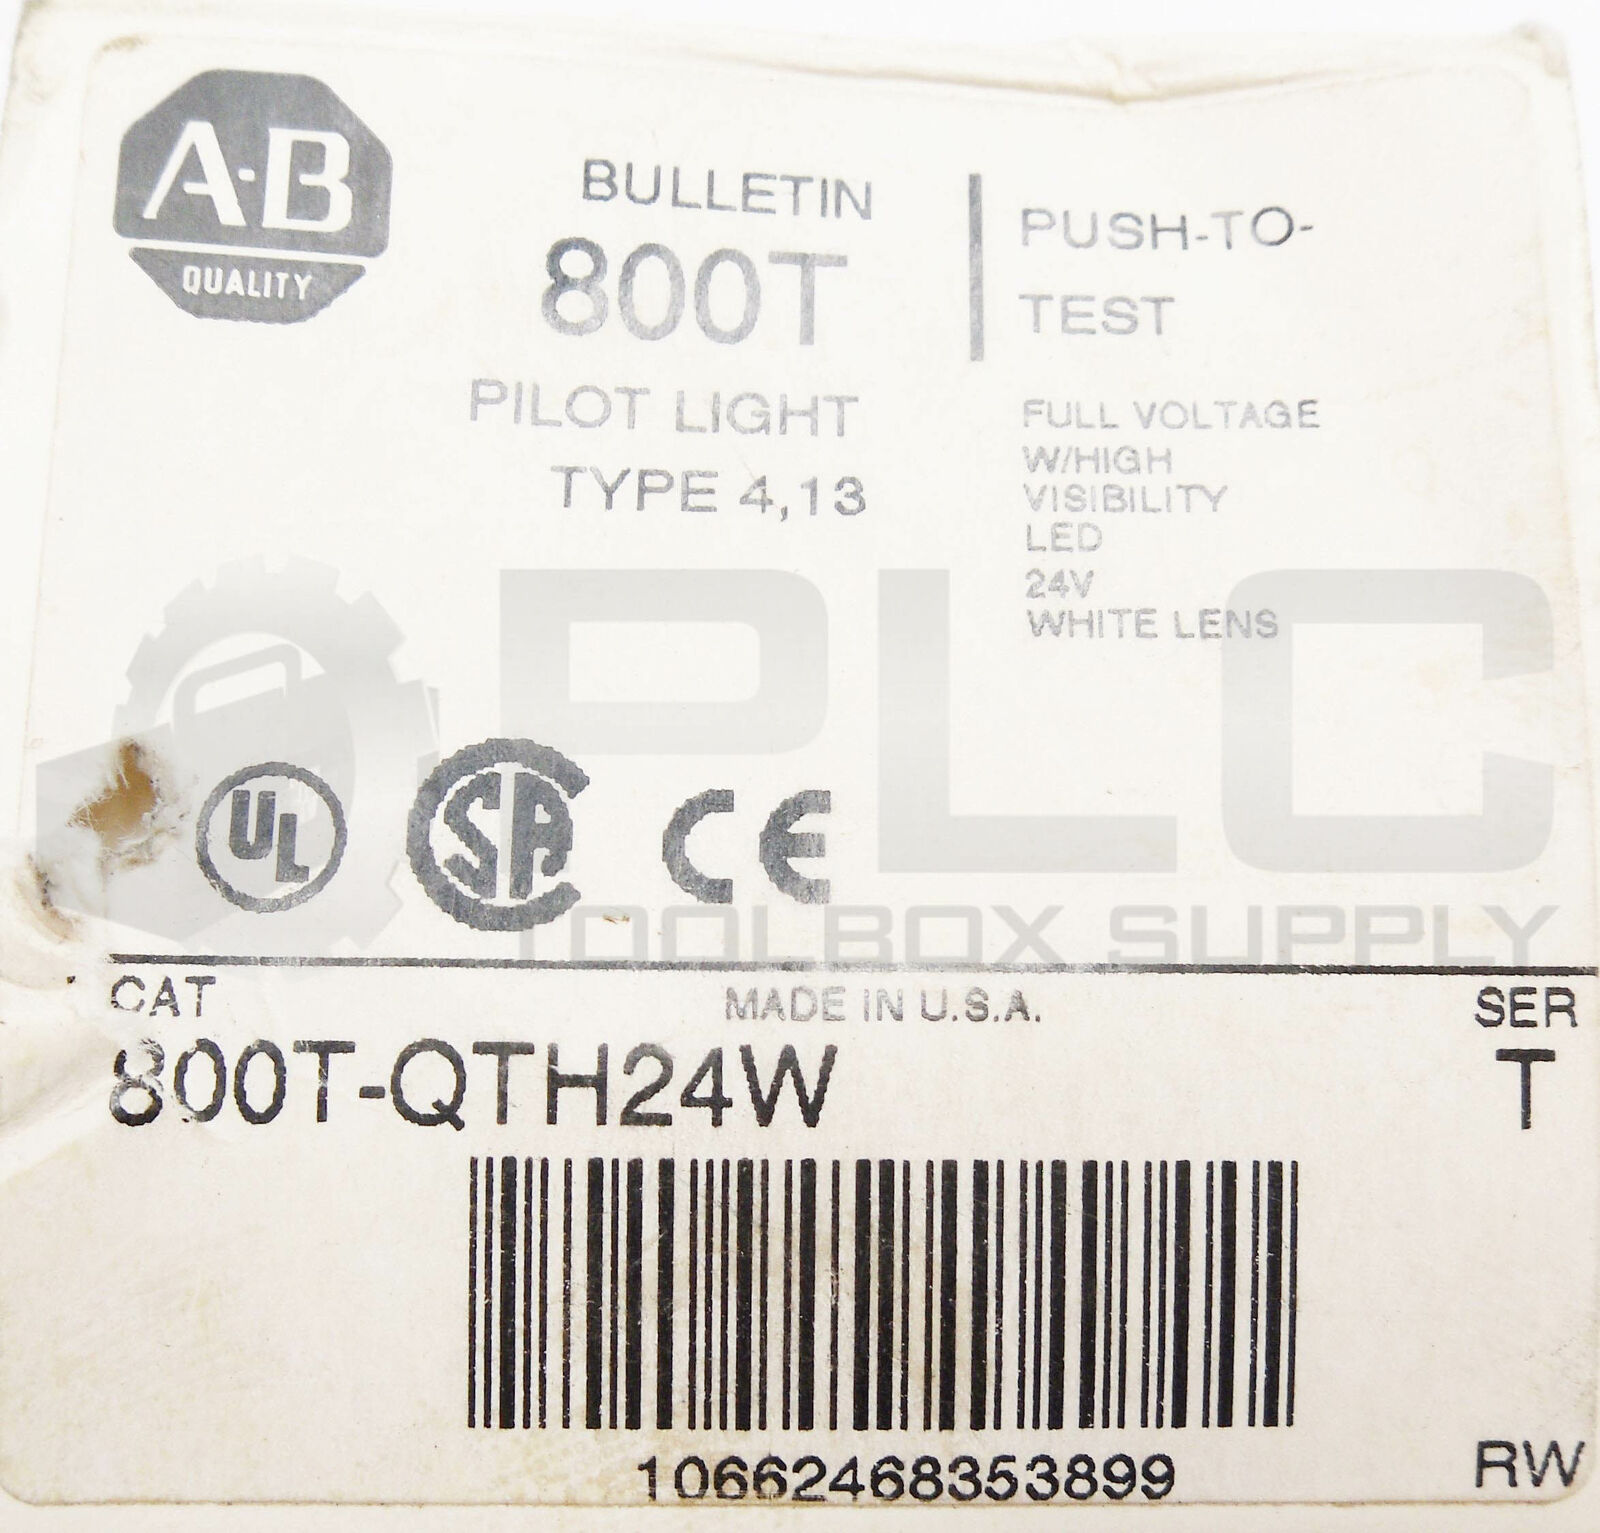 A-B
QUALITY
BULLETIN
800T
PILOT LIGHT
TYPE 4,13
PUSH-TO-
TEST
FULL VOLTAGE
W/HIGH
VISIBILITY
LED
24V
WHITE LENS
UL
SA
CE
PLC
TOOLBOX SUPPLY
CAT
MADE IN U.S.A.
SER
800T-QTH24W
T
10662468353899
RW